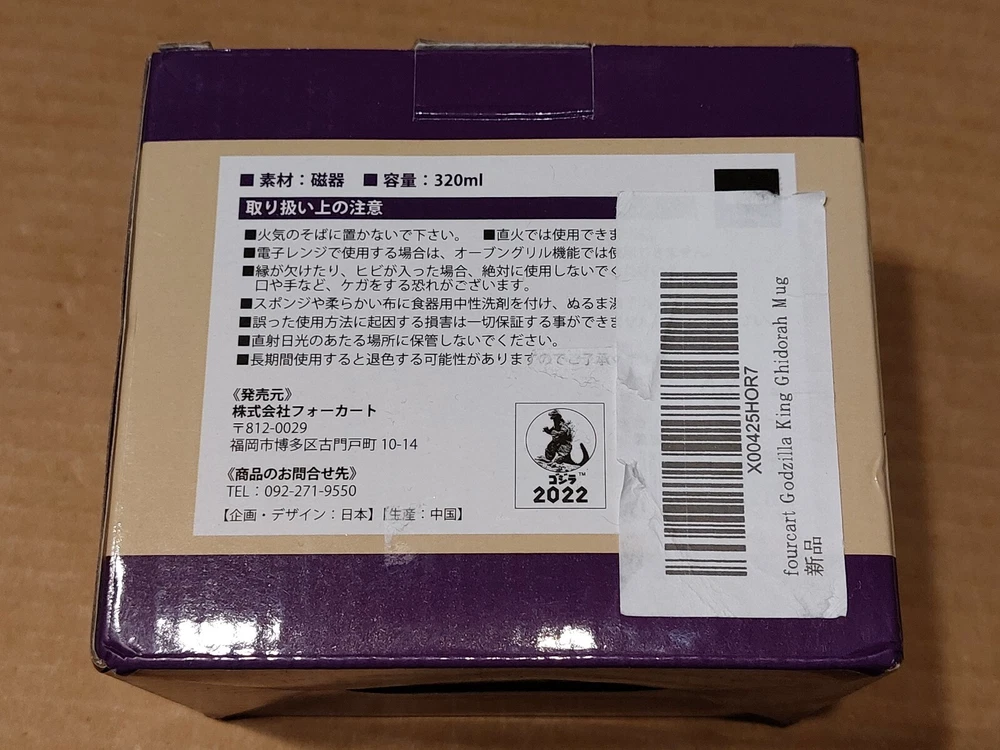 ■ 素材：磁器 ■ 容量：320ml
取り扱い上の注意
■火気のそばに置かないで下さい。 ■直火では使用できま
■電子レンジで使用する場合は、オーブングリル機能では使
■縁が欠けたり、ヒビが入った場合、絶対に使用しないでく
口や手など、ケガをする恐れがございます。
■スポンジや柔らかい布に食器用中性洗剤を付け、ぬるま湯
■誤った使用方法に起因する損害は一切保証する事ができま
■直射日光のあたる場所に保管しないでください。
■長期間使用すると退色する可能性がありますのでご了承
《発売元》
株式会社フォーカート
〒812-0029
福岡市博多区古門戸町 10-14
《商品のお問合せ先》
TEL：092-271-9550
【企画・デザイン：日本】【生産：中国】
ゴジラ™
2022
X00425HOR7
fourcart Godzilla King Ghidorah Mug
新品